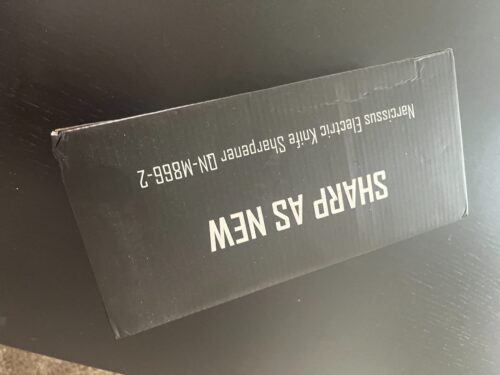 SHARP AS NEW
Narcissus Electric Knife Sharpener QN-M866-2